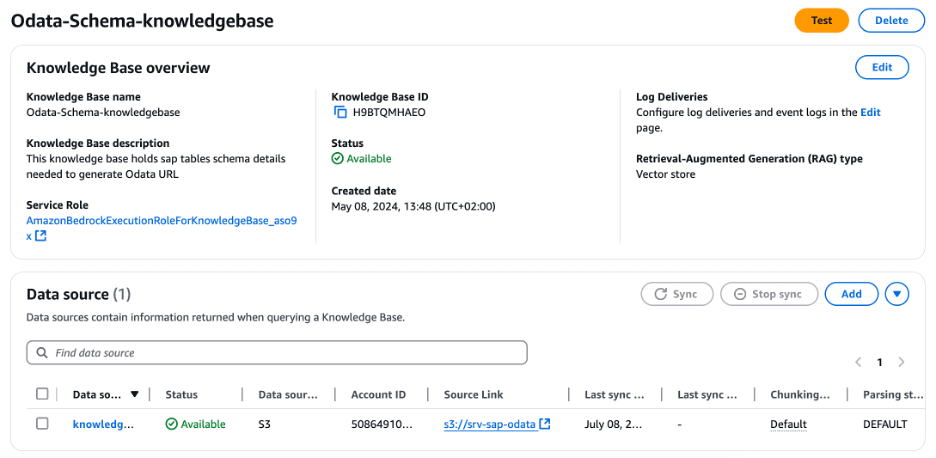 Odata-Schema-knowledgebase
Test
Delete
Knowledge Base overview
Edit
Knowledge Base name
Odata-Schema-knowledgebase
Knowledge Base description
This knowledge base holds sap tables schema details
needed to generate Odata URL
Service Role
AmazonBedrockExecutionRoleForKnowledgeBase_aso9
x
Knowledge Base ID
H9BTQMHAEO
Status
Available
Created date
May 08, 2024, 13:48 (UTC+02:00)
Log Deliveries
Configure log deliveries and event logs in the Edit
page.
Retrieval-Augmented Generation (RAG) type
Vector store
Data source (1)
Sync
Stop sync
Add
Data sources contain information returned when querying a Knowledge Base.
Find data source
1
Data so... Status Data sour... Account ID Source Link Last sync ... Last sync ... Chunking... Parsing st...
knowledg... Available S3 50864910... s3://srv-sap-odata July 08, 2... - Default DEFAULT